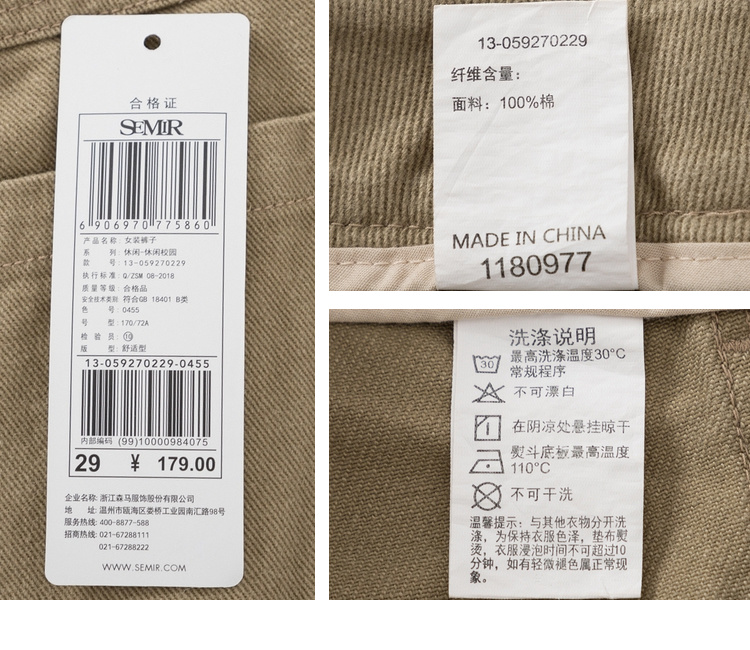 合格证
SEMIR
6 906970 775860
产品名称: 女装裤子
系 列: 休闲-休闲校园
款 号: 13-059270229
执行标准: Q/ZSM 08-2018
质量等级: 合格品
安全技术类别: 符合GB 18401 B类
色 号: 0455
号 型: 170/72A
检 验 员: ⑩
版 型: 舒适型
13-059270229-0455
内部编码 (99)10000984075
29 ¥ 179.00
企业名称: 浙江森马服饰股份有限公司
地 址: 温州市瓯海区娄桥工业园南汇路98号
服务热线: 400-8877-588
招商热线: 021-67288111
021-67288222
WWW.SEMIR.COM
13-059270229
纤维含量:
面料: 100%棉
MADE IN CHINA
1180977
洗涤说明
30
最高洗涤温度30°C
常规程序
不可漂白
在阴凉处悬挂晾干
熨斗底板最高温度
110°C
不可干洗
温馨提示: 与其他衣物分开洗
涤, 为保持衣服色泽, 垫布熨
烫, 衣服浸泡时间不可超过10
分钟, 如有轻微褪色属正常现
象。